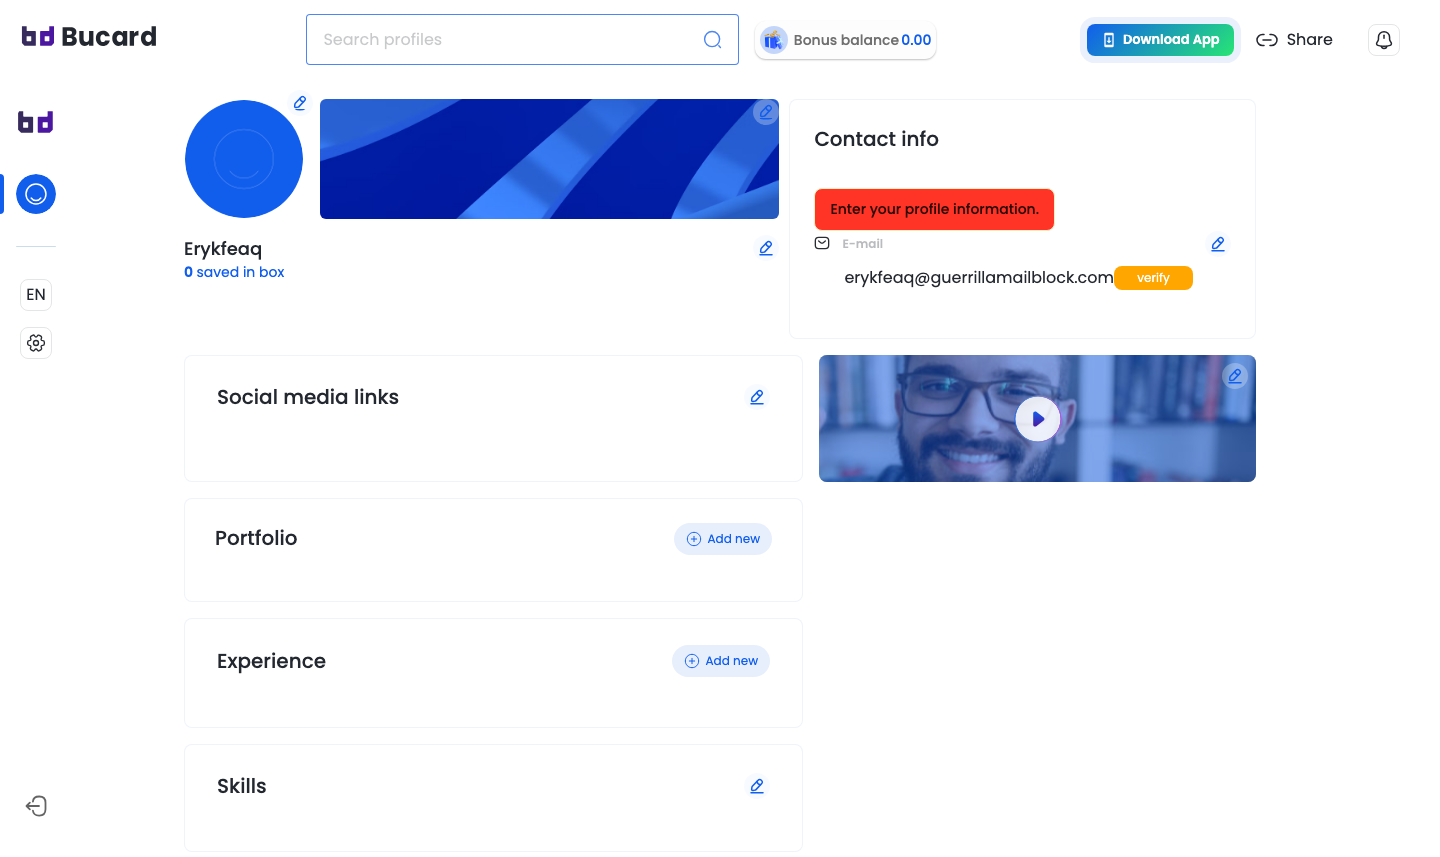 bd Bucard
Search profiles
Bonus balance 0.00
Download App
Share
bd
EN
Erykfeaq
0 saved in box
Contact info
Enter your profile information.
E-mail
erykfeaq@guerrillamailblock.com
verify
Social media links
Portfolio
Add new
Experience
Add new
Skills